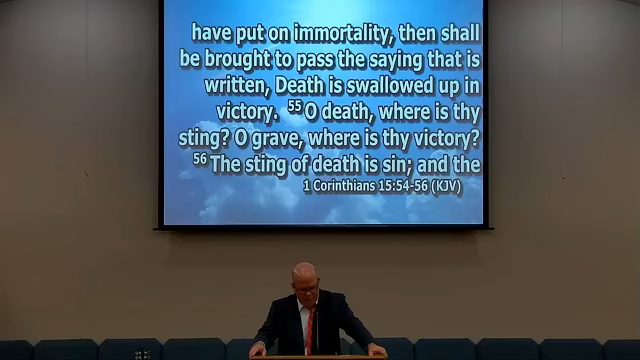 have put on immortality, then shall
be brought to pass the saying that is
written, Death is swallowed up in
victory. 55 O death, where is thy
sting? O grave, where is thy victory?
56 The sting of death is sin; and the
1 Corinthians 15:54-56 (KJV)